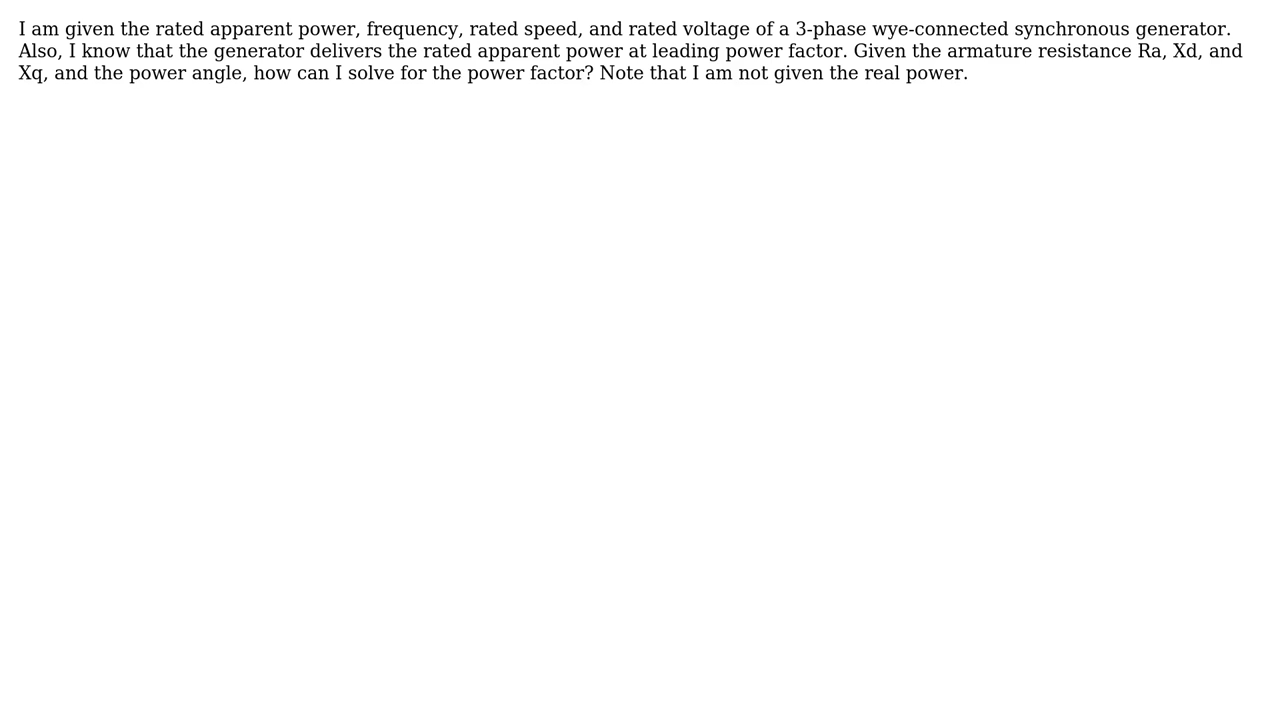 I am given the rated apparent power, frequency, rated speed, and rated voltage of a 3-phase wye-connected synchronous generator.
Also, I know that the generator delivers the rated apparent power at leading power factor. Given the armature resistance Ra, Xd, and
Xq, and the power angle, how can I solve for the power factor? Note that I am not given the real power.